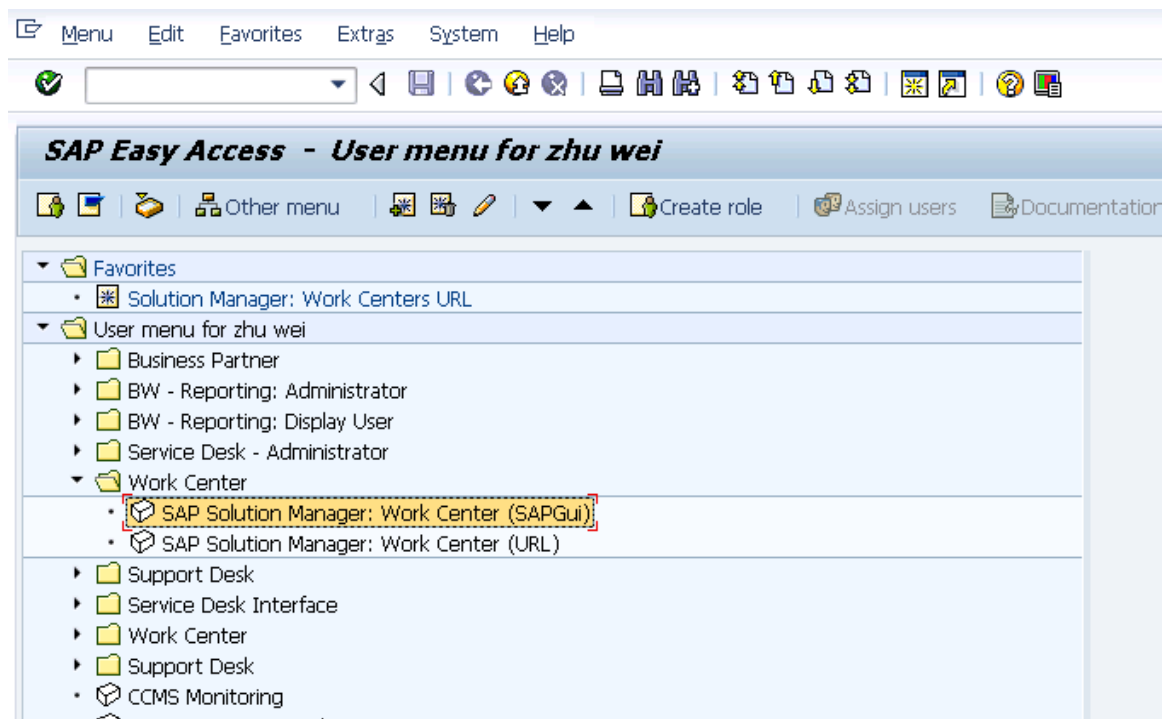 Menu Edit Favorites Extras System Help
SAP Easy Access - User menu for zhu wei
Other menu Create role Assign users Documentation
Favorites
Solution Manager: Work Centers URL
User menu for zhu wei
Business Partner
BW - Reporting: Administrator
BW - Reporting: Display User
Service Desk - Administrator
Work Center
SAP Solution Manager: Work Center (SAPGui)
SAP Solution Manager: Work Center (URL)
Support Desk
Service Desk Interface
Work Center
Support Desk
CCMS Monitoring